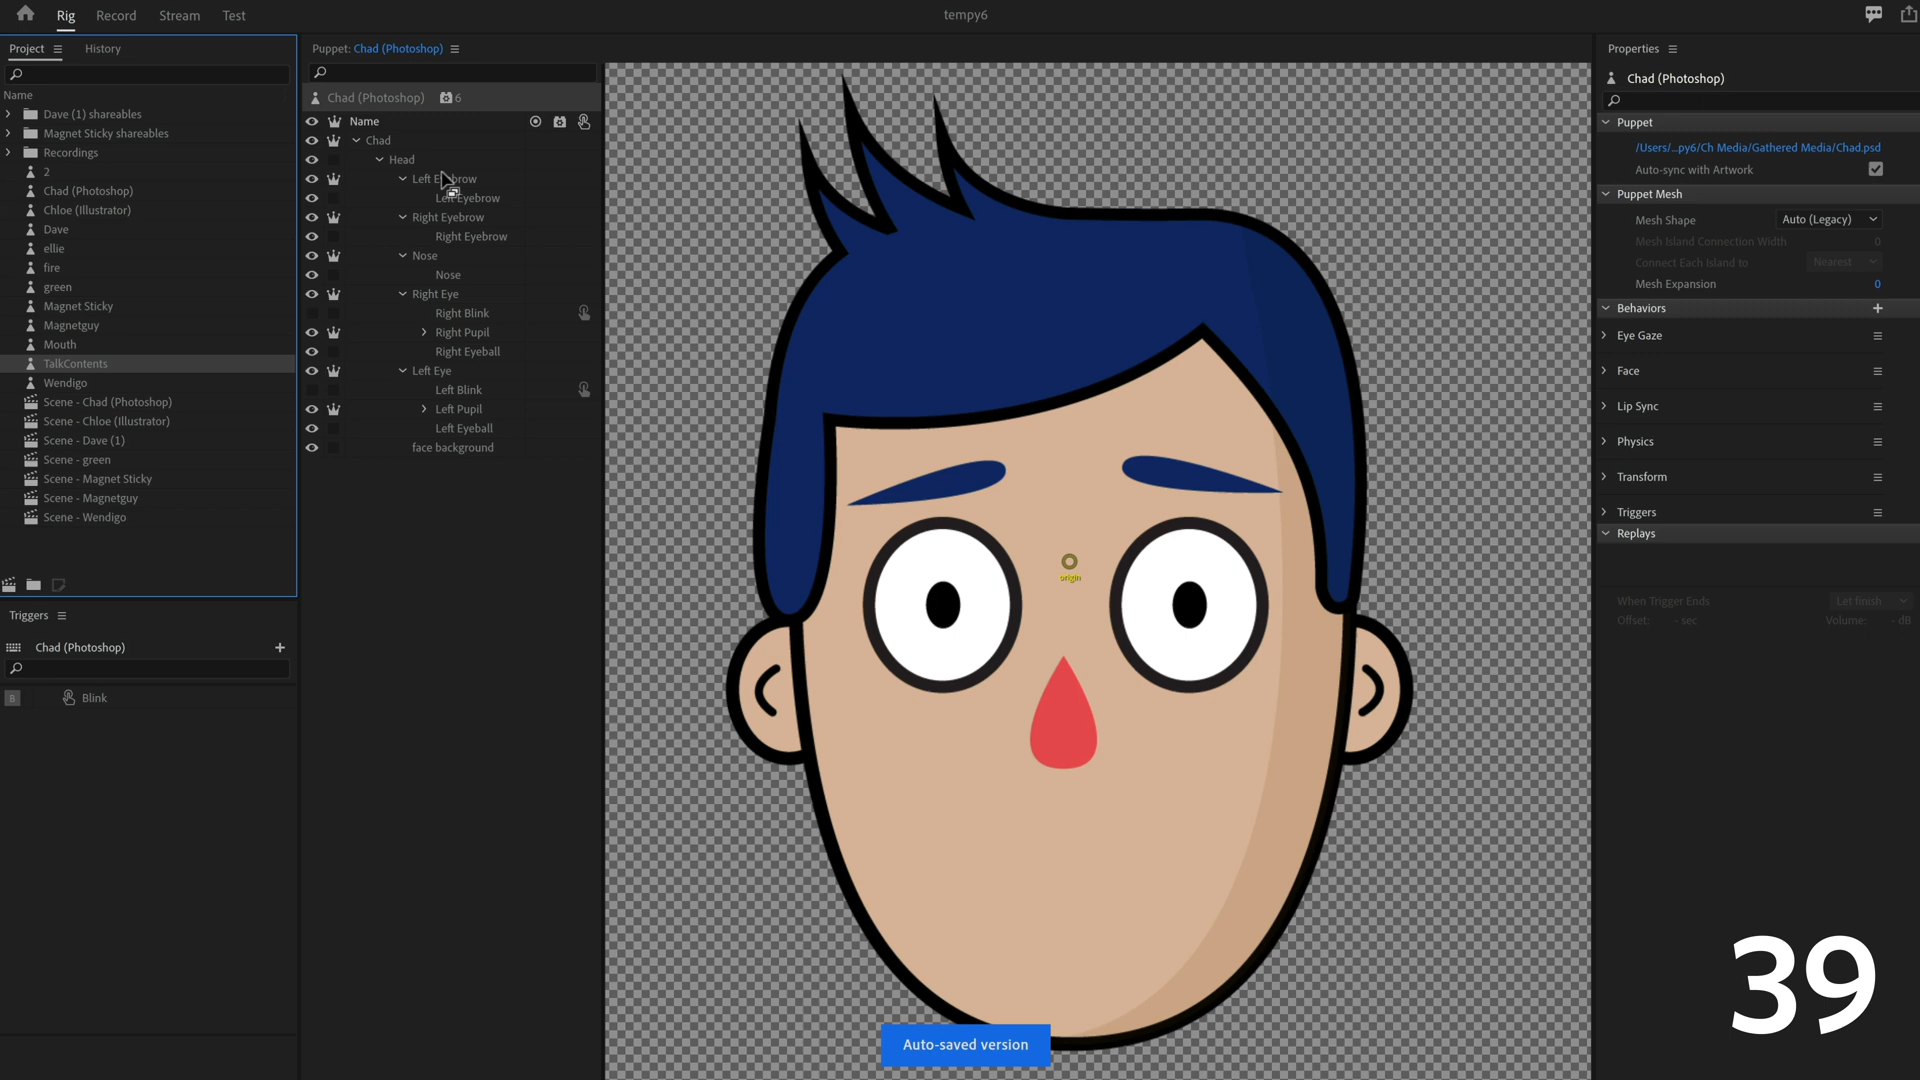 Rig Record Stream Test
tempy6
Project History
Name
Dave (1) shareables
Magnet Sticky shareables
Recordings
2
Chad (Photoshop)
Chloe (Illustrator)
Dave
ellie
fire
green
Magnet Sticky
Magnetguy
Mouth
TalkContents
Wendigo
Scene - Chad (Photoshop)
Scene - Chloe (Illustrator)
Scene - Dave (1)
Scene - green
Scene - Magnet Sticky
Scene - Magnetguy
Scene - Wendigo
Triggers
Chad (Photoshop)
B Blink
Puppet: Chad (Photoshop)
Chad (Photoshop) 6
Name
Chad
Head
Left Eyebrow
Left Eyebrow
Right Eyebrow
Right Eyebrow
Nose
Nose
Right Eye
Right Blink
Right Pupil
Right Eyeball
Left Eye
Left Blink
Left Pupil
Left Eyeball
face background
origin
Auto-saved version
Properties
Chad (Photoshop)
Puppet
/Users/...py6/Ch Media/Gathered Media/Chad.psd
Auto-sync with Artwork
Puppet Mesh
Mesh Shape Auto (Legacy)
Mesh Island Connection Width 0
Connect Each Island to Nearest
Mesh Expansion 0
Behaviors
Eye Gaze
Face
Lip Sync
Physics
Transform
Triggers
Replays
When Trigger Ends Let finish
Offset: - sec Volume: - dB
39